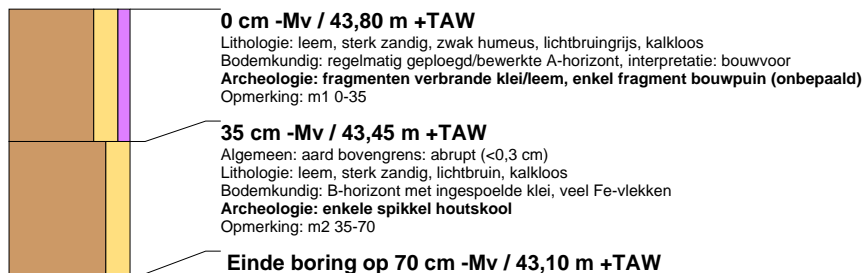 0 cm -Mv / 43,80 m +TAW
Lithologie: leem, sterk zandig, zwak humeus, lichtbruingrijs, kalkloos
Bodemkundig: regelmatig geploegd/bewerkte A-horizont, interpretatie: bouwvoor
Archeologie: fragmenten verbrande klei/leem, enkel fragment bouwpuin (onbepaald)
Opmerking: m1 0-35
35 cm -Mv / 43,45 m +TAW
Algemeen: aard bovengrens: abrupt (<0,3 cm)
Lithologie: leem, sterk zandig, lichtbruin, kalkloos
Bodemkundig: B-horizont met ingespoelde klei, veel Fe-vlekken
Archeologie: enkele spikkel houtskool
Opmerking: m2 35-70
Einde boring op 70 cm -Mv / 43,10 m +TAW